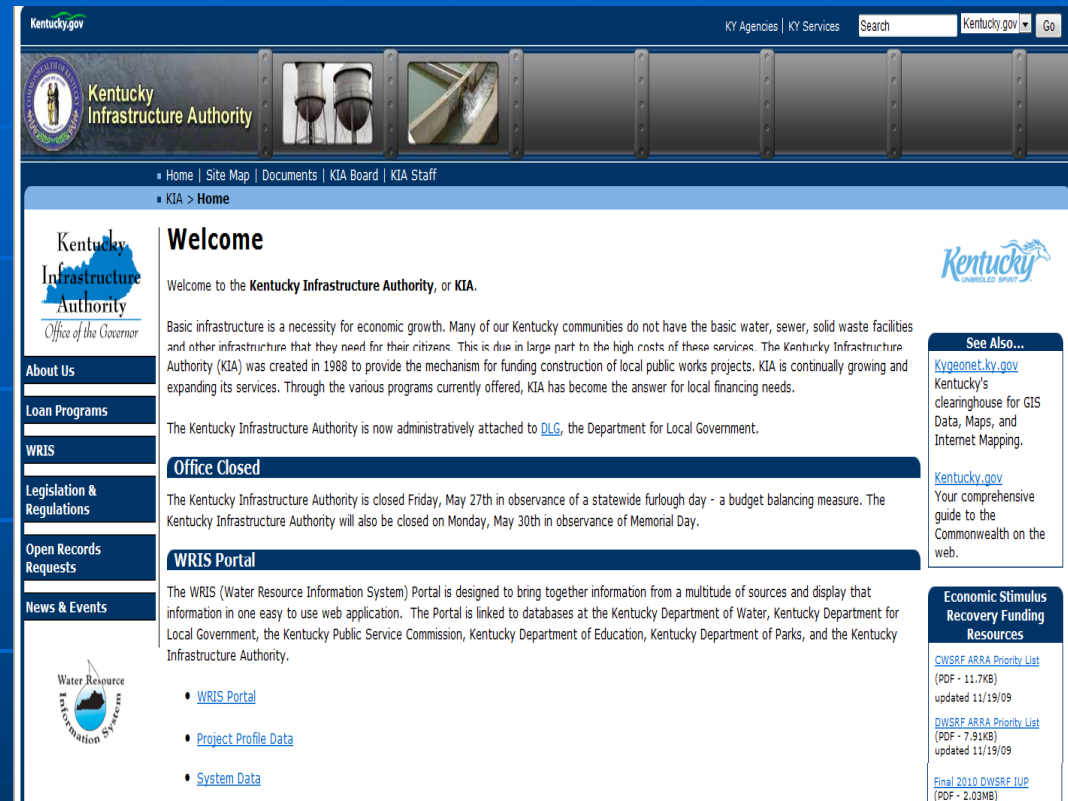 Kentucky.gov
KY Agencies | KY Services
Search
Kentucky.gov
Go
Kentucky
Infrastructure Authority
Home | Site Map | Documents | KIA Board | KIA Staff
KIA > Home
Kentucky
Infrastructure
Authority
Office of the Governor
About Us
Loan Programs
WRIS
Legislation &
Regulations
Open Records
Requests
News & Events
Water Resource
Information System
Welcome
Welcome to the Kentucky Infrastructure Authority, or KIA.
Basic infrastructure is a necessity for economic growth. Many of our Kentucky communities do not have the basic water, sewer, solid waste facilities
and other infrastructure that they need for their citizens. This is due in large part to the high costs of these services. The Kentucky Infrastructure
Authority (KIA) was created in 1988 to provide the mechanism for funding construction of local public works projects. KIA is continually growing and
expanding its services. Through the various programs currently offered, KIA has become the answer for local financing needs.
The Kentucky Infrastructure Authority is now administratively attached to DLG, the Department for Local Government.
Office Closed
The Kentucky Infrastructure Authority is closed Friday, May 27th in observance of a statewide furlough day - a budget balancing measure. The
Kentucky Infrastructure Authority will also be closed on Monday, May 30th in observance of Memorial Day.
WRIS Portal
The WRIS (Water Resource Information System) Portal is designed to bring together information from a multitude of sources and display that
information in one easy to use web application. The Portal is linked to databases at the Kentucky Department of Water, Kentucky Department for
Local Government, the Kentucky Public Service Commission, Kentucky Department of Education, Kentucky Department of Parks, and the Kentucky
Infrastructure Authority.
• WRIS Portal
• Project Profile Data
• System Data
Kentucky
UNBRIDLED SPIRIT
See Also...
Kygeonet.ky.gov
Kentucky's
clearinghouse for GIS
Data, Maps, and
Internet Mapping.
Kentucky.gov
Your comprehensive
guide to the
Commonwealth on the
web.
Economic Stimulus
Recovery Funding
Resources
CWSRF ARRA Priority List
(PDF - 11.7KB)
updated 11/19/09
DWSRF ARRA Priority List
(PDF - 7.91KB)
updated 11/19/09
Final 2010 DWSRF IUP
(PDF - 2.03MB)